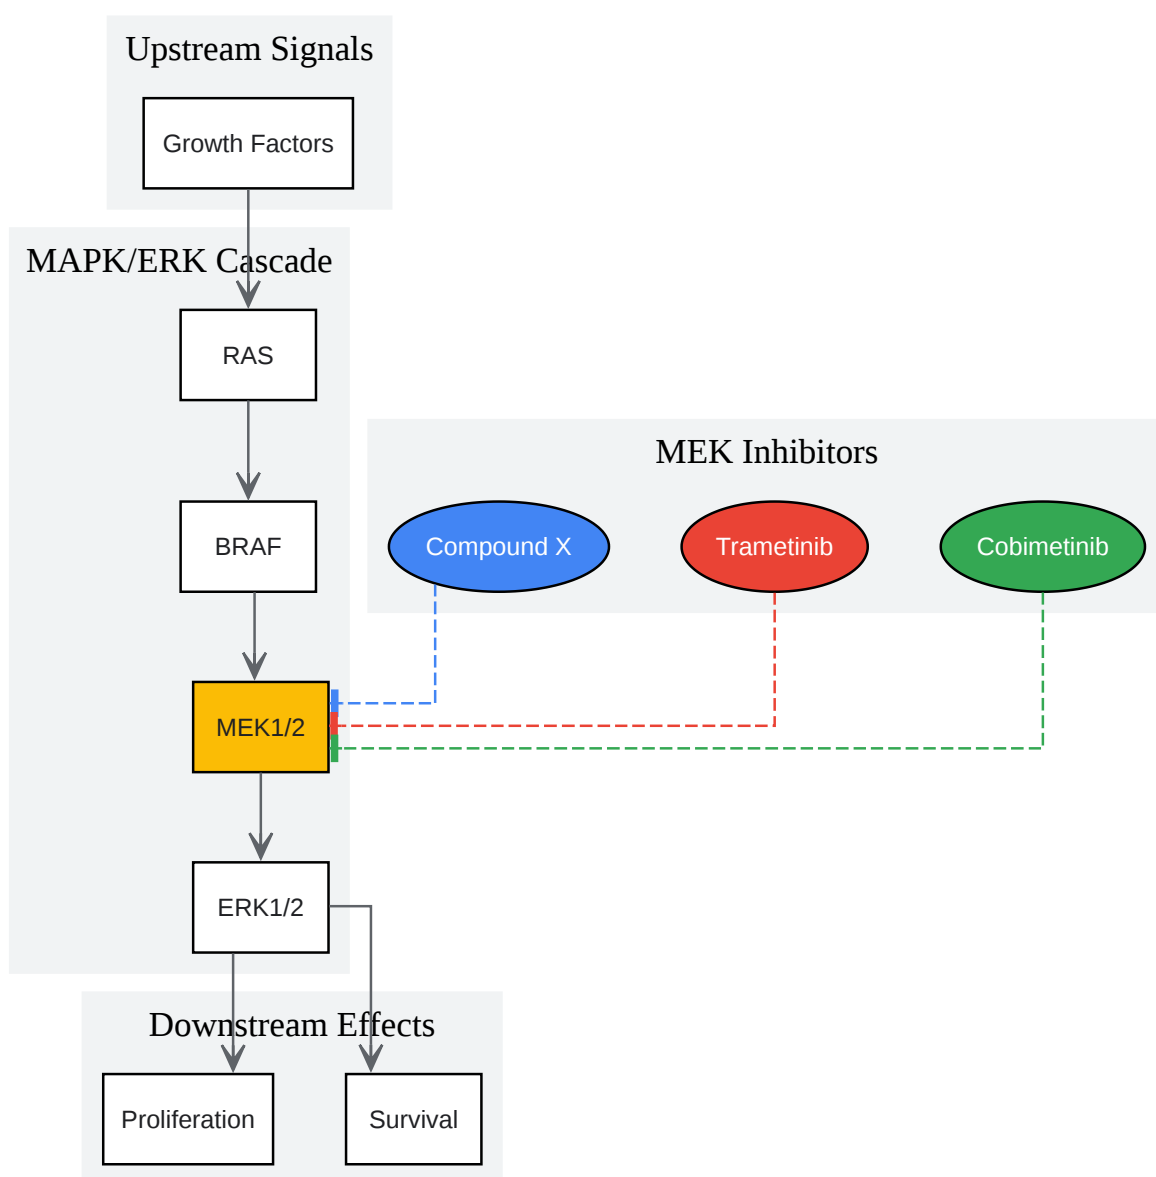 Upstream Signals
Growth Factors
MAPK/ERK Cascade
RAS
MEK Inhibitors
BRAF
Compound X
Trametinib
Cobimetinib
MEK1/2
ERK1/2
Downstream Effects
Proliferation
Survival